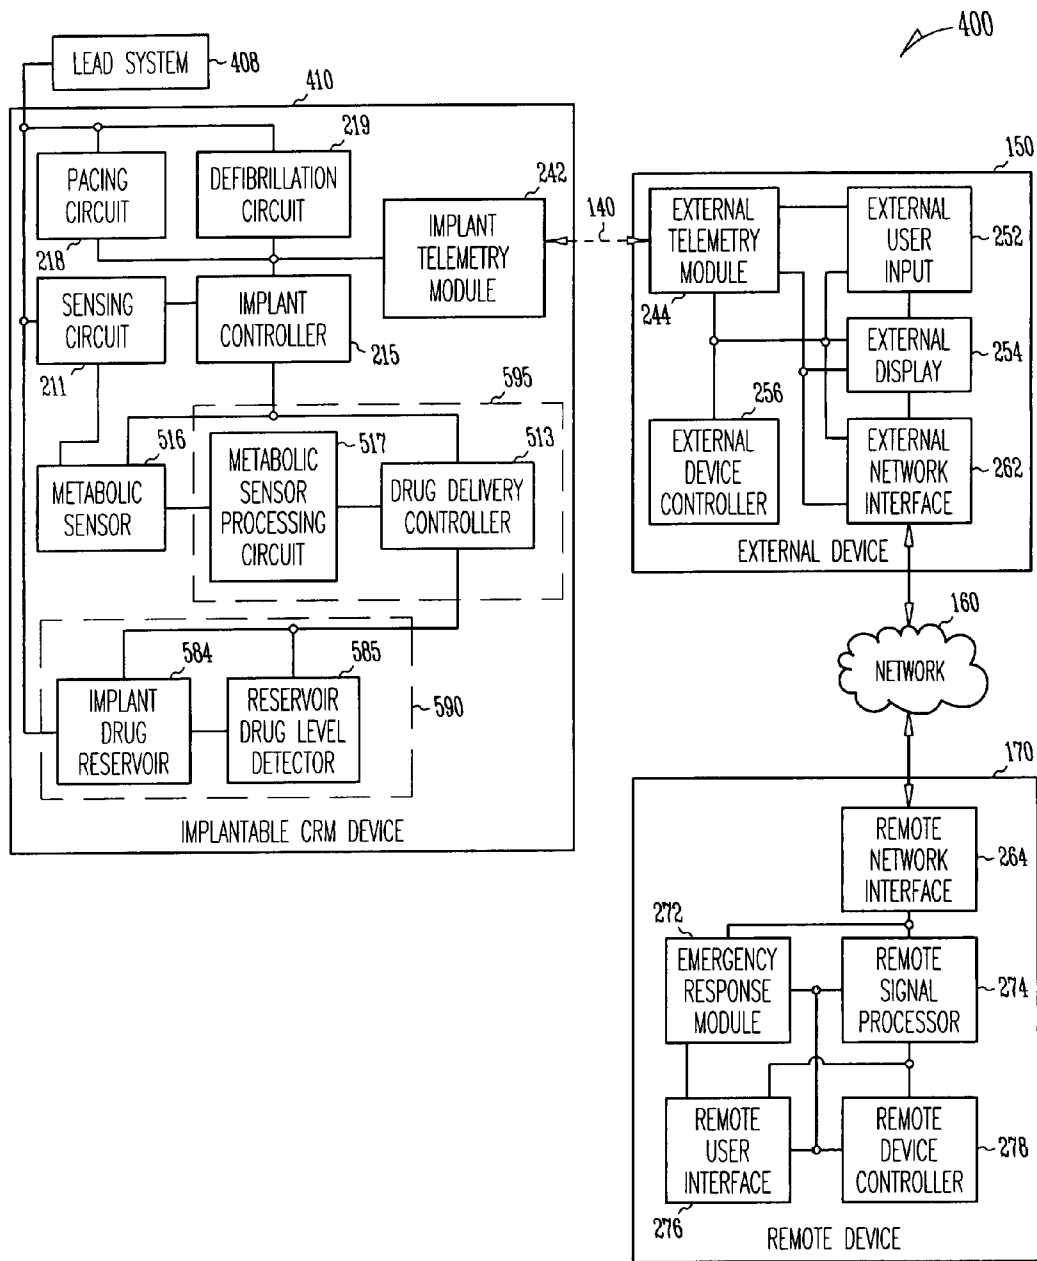 400
LEAD SYSTEM
408
410
219
PACING
CIRCUIT
218
DEFIBRILLATION
CIRCUIT
242
IMPLANT
TELEMETRY
MODULE
140
SENSING
CIRCUIT
211
IMPLANT
CONTROLLER
215
595
516
METABOLIC
SENSOR
517
METABOLIC
SENSOR
PROCESSING
CIRCUIT
513
DRUG DELIVERY
CONTROLLER
584
IMPLANT
DRUG
RESERVOIR
585
RESERVOIR
DRUG LEVEL
DETECTOR
590
IMPLANTABLE CRM DEVICE
150
EXTERNAL
TELEMETRY
MODULE
244
EXTERNAL
USER
INPUT
252
EXTERNAL
DISPLAY
254
256
EXTERNAL
DEVICE
CONTROLLER
EXTERNAL
NETWORK
INTERFACE
262
EXTERNAL DEVICE
160
NETWORK
170
REMOTE
NETWORK
INTERFACE
264
272
EMERGENCY
RESPONSE
MODULE
REMOTE
SIGNAL
PROCESSOR
274
REMOTE
USER
INTERFACE
276
REMOTE
DEVICE
CONTROLLER
278
REMOTE DEVICE